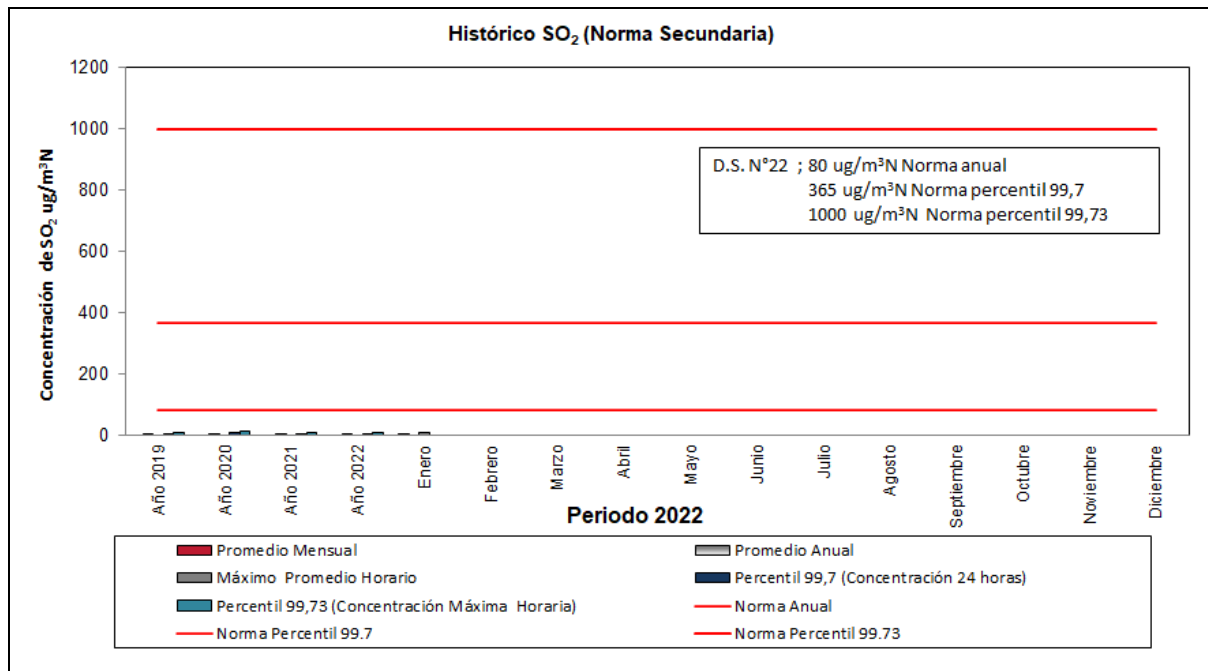 Histórico SO₂ (Norma Secundaria)
Concentración de SO₂ ug/m³N
1200
1000
800
600
400
200
0
D.S. N°22 ; 80 ug/m³N Norma anual
365 ug/m³N Norma percentil 99,7
1000 ug/m³N Norma percentil 99,73
Año 2019
Año 2020
Año 2021
Año 2022
Enero
Febrero
Marzo
Abril
Mayo
Junio
Julio
Agosto
Septiembre
Octubre
Noviembre
Diciembre
Periodo 2022
Promedio Mensual
Promedio Anual
Máximo Promedio Horario
Percentil 99,7 (Concentración 24 horas)
Percentil 99,73 (Concentración Máxima Horaria)
Norma Anual
Norma Percentil 99.7
Norma Percentil 99.73